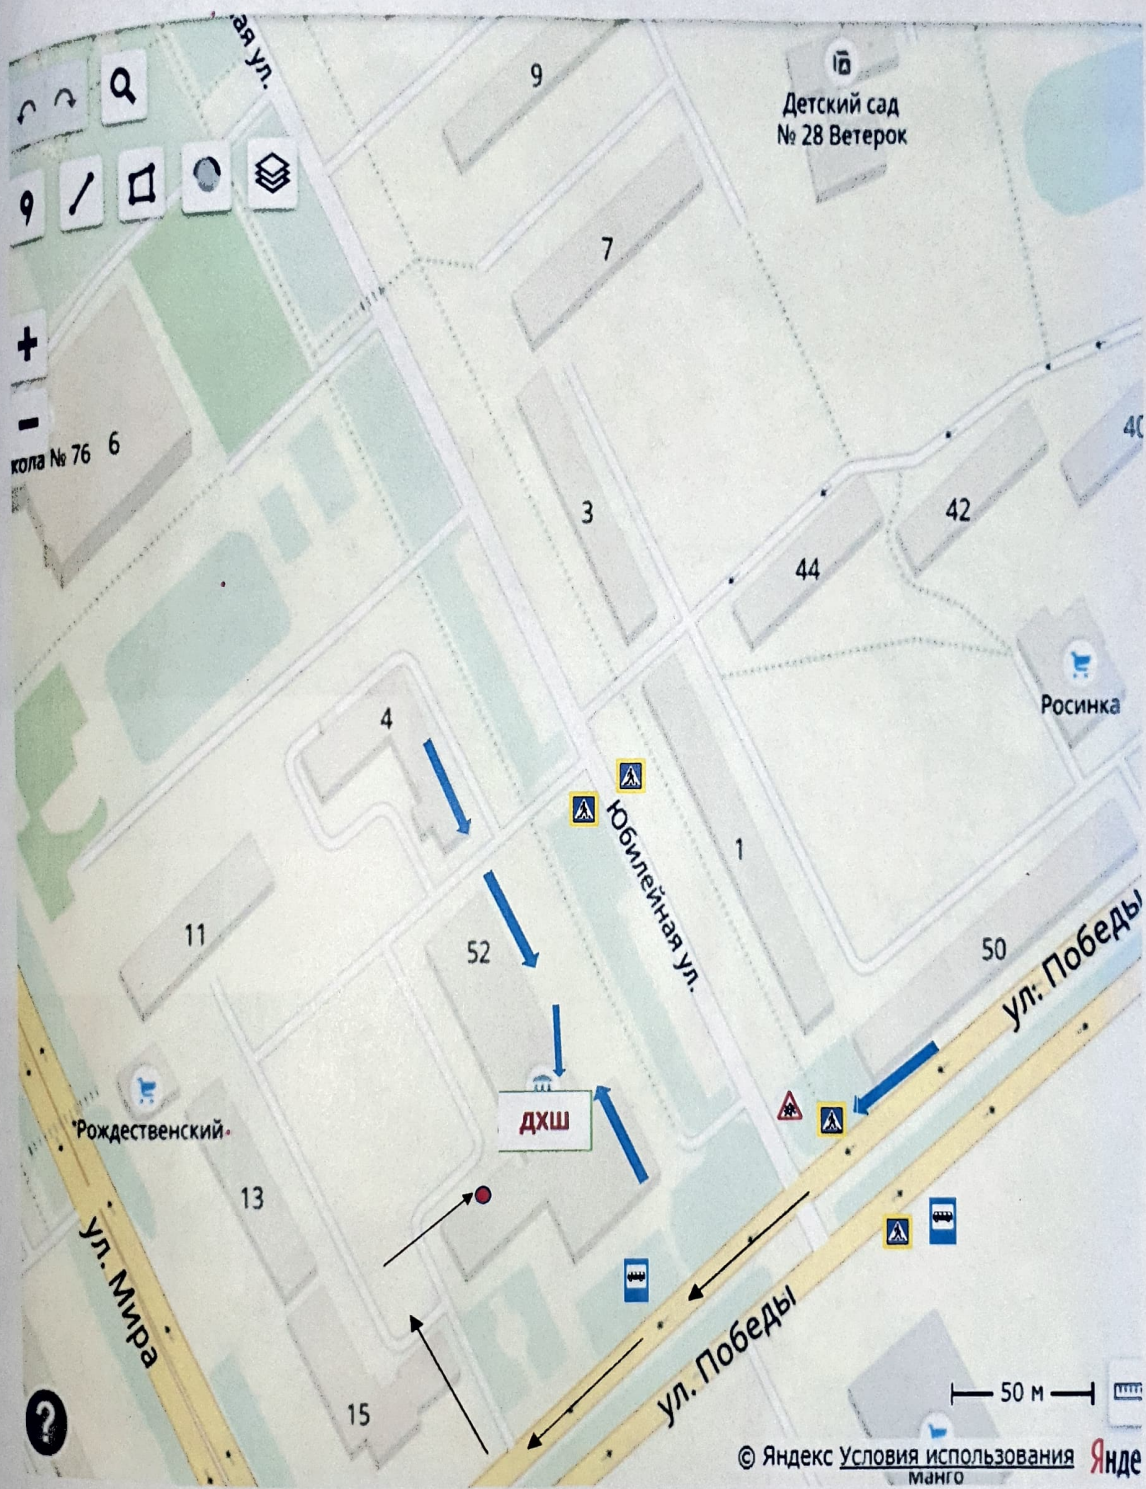 ая ул.
9
Детский сад
№ 28 Ветерок
7
кола № 76
6
3
42
40
44
Росинка
4
Юбилейная ул.
1
11
52
50
ул: Победы
Рождественский
ДХШ
13
ул. Мира
ул. Победы
15
50 м
?
© Яндекс Условия использования
Янде
манго